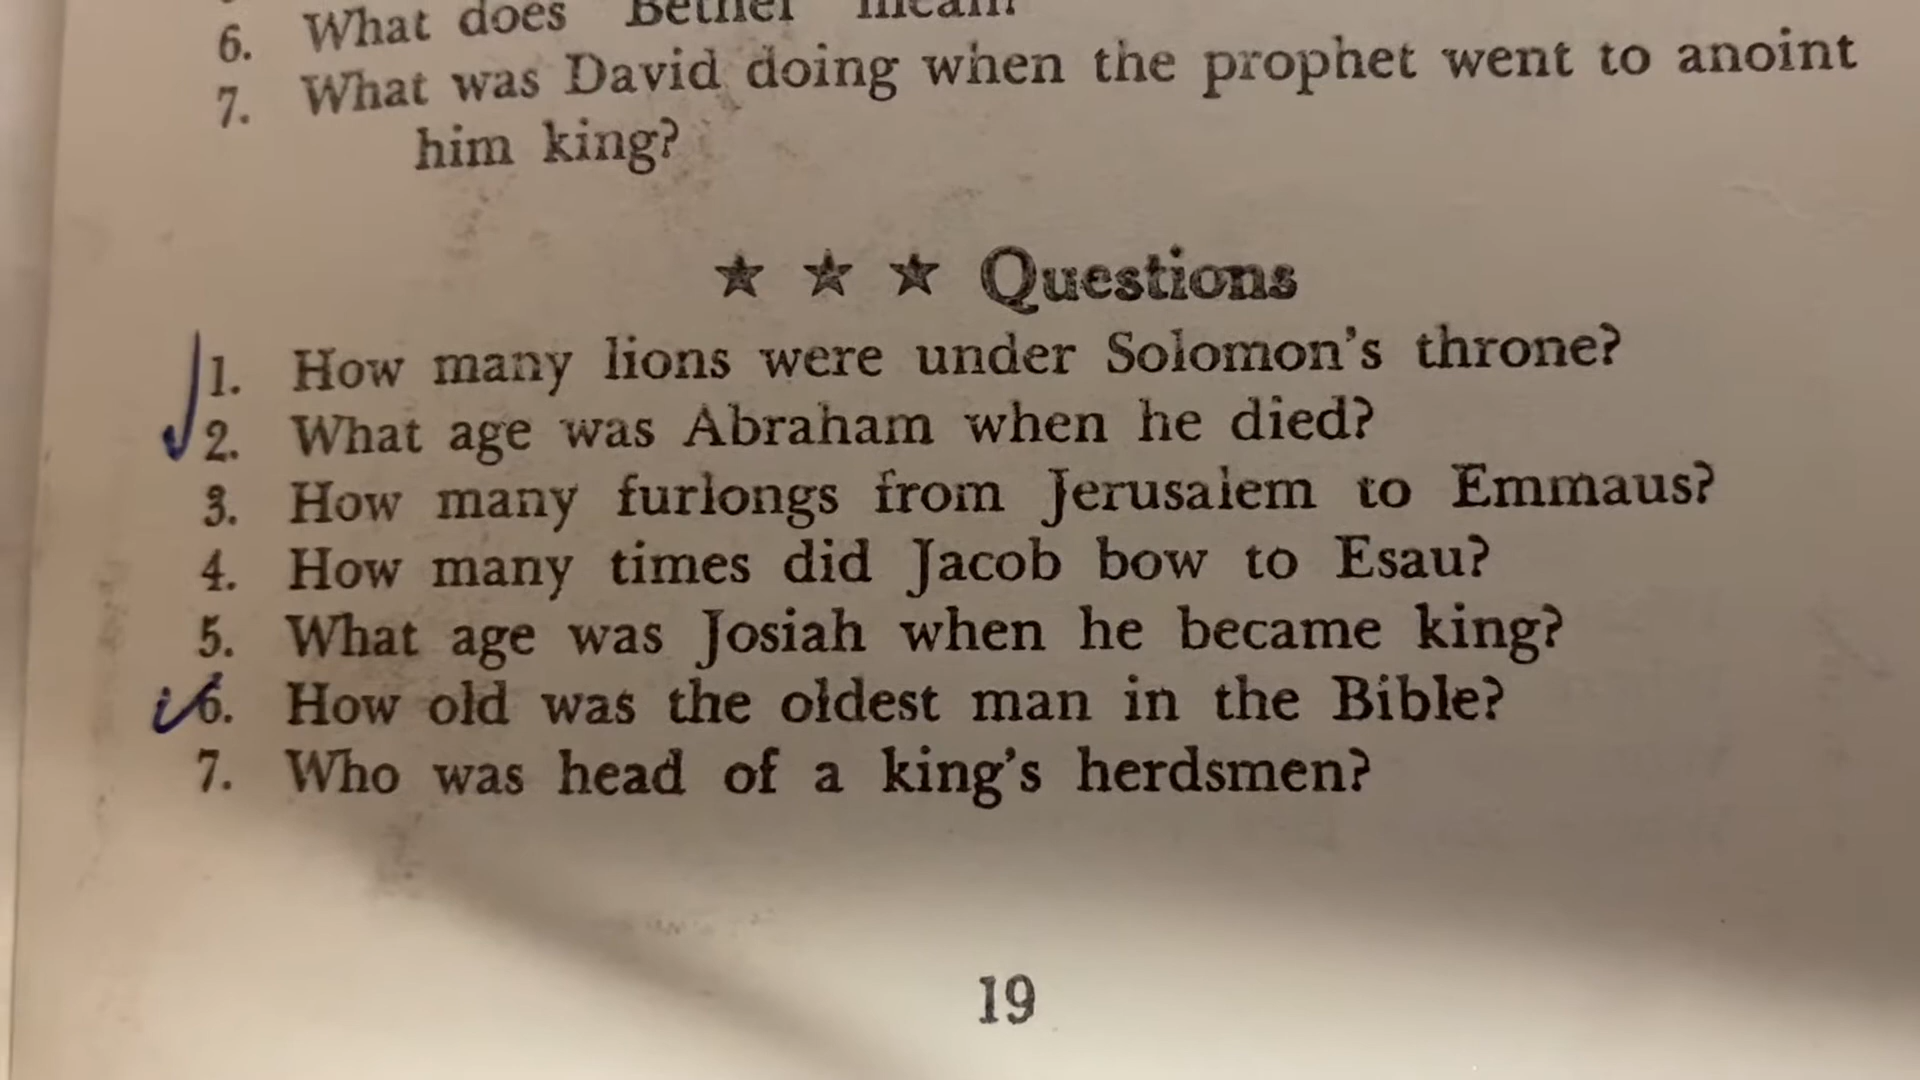 6. What does Bethel mean?
7. What was David doing when the prophet went to anoint
him king?
★ ★ ★ Questions
1. How many lions were under Solomon's throne?
2. What age was Abraham when he died?
3. How many furlongs from Jerusalem to Emmaus?
4. How many times did Jacob bow to Esau?
5. What age was Josiah when he became king?
6. How old was the oldest man in the Bible?
7. Who was head of a king's herdsmen?
19